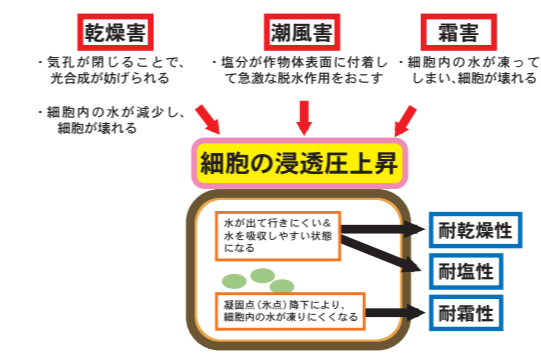 乾燥害
潮風害
霜害
・気孔が閉じることで、
光合成が妨げられる
・細胞内の水が減少し、
細胞が壊れる
・塩分が作物体表面に付着し
て急激な脱水作用をおこす
・細胞内の水が凍って
しまい、細胞が壊れる
細胞の浸透圧上昇
水が出て行きにくい＆
水を吸収しやすい状態
になる
凝固点（氷点）降下により、
細胞内の水が凍りにくくなる
耐乾燥性
耐塩性
耐霜性